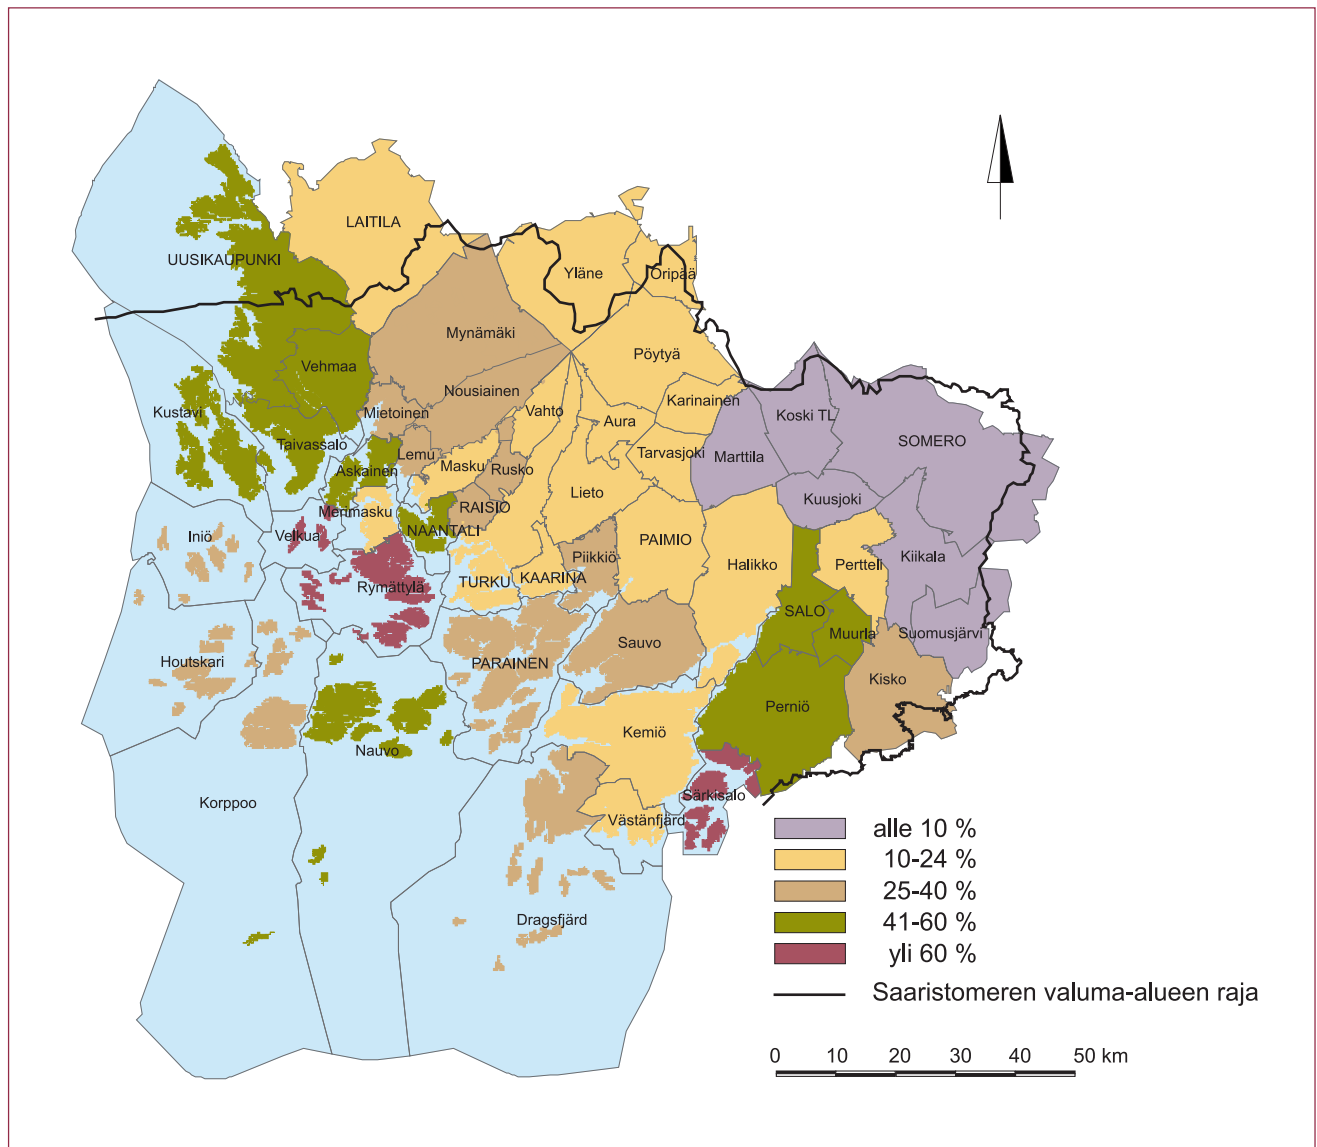 LAITILA
UUSIKAUPUNKI
Yläne
Oripää
Mynämäki
Pöytyä
Vehmaa
Nousiainen
Karinainen
Kustavi
Mietoinen
Vahto
Aura
Koski TL
SOMERO
Taivassalo
Lemu
Masku
Rusko
Tarvasjoki
Marttila
Askainen
Lieto
Kuusjoki
Merimasku
RAISIO
NAANTALI
Iniö
Velkua
Piikkiö
PAIMIO
Halikko
Pertteli
Kiikala
Rymättylä
TURKU
KAARINA
SALO
Muurla
Suomusjärvi
Houtskari
PARAINEN
Sauvo
Kisko
Perniö
Nauvo
Kemiö
Korppoo
Särkisalo
Västänfjärd
Dragsfjärd
alle 10 %
10-24 %
25-40 %
41-60 %
yli 60 %
Saaristomeren valuma-alueen raja
0 10 20 30 40 50 km